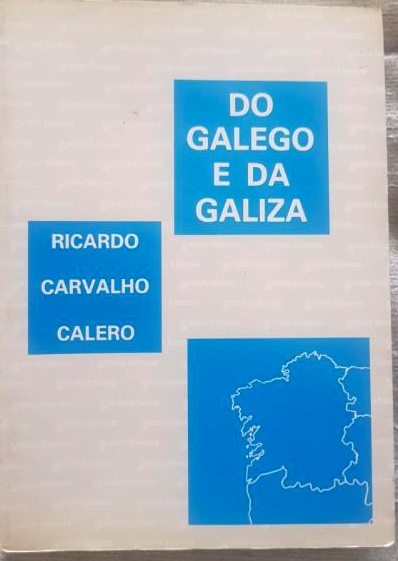 DO
GALEGO
E DA
GALIZA
RICARDO
CARVALHO
CALERO